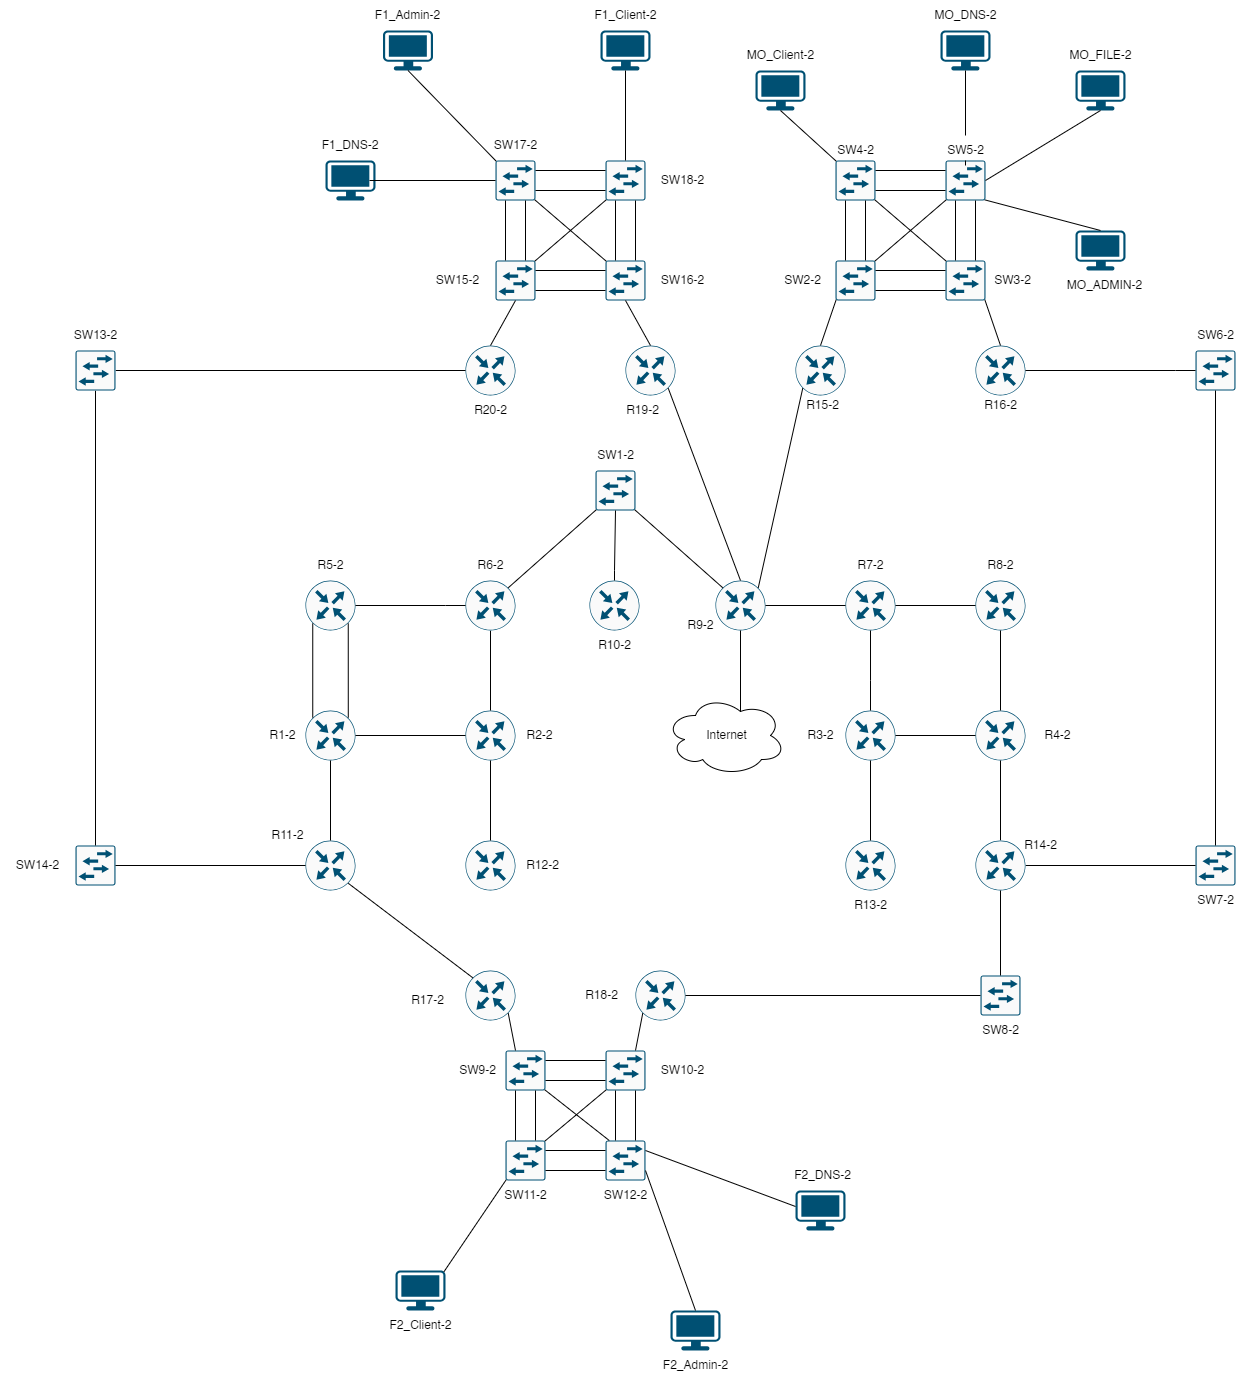 F1_Admin-2
F1_Client-2
MO_DNS-2
MO_Client-2
MO_FILE-2
F1_DNS-2
SW17-2
SW18-2
SW4-2
SW5-2
SW15-2
SW16-2
SW2-2
SW3-2
MO_ADMIN-2
SW13-2
SW6-2
R20-2
R19-2
R15-2
R16-2
SW1-2
R5-2
R6-2
R7-2
R8-2
R10-2
R9-2
R1-2
R2-2
Internet
R3-2
R4-2
R11-2
R14-2
SW14-2
R12-2
R13-2
SW7-2
R17-2
R18-2
SW8-2
SW9-2
SW10-2
SW11-2
SW12-2
F2_DNS-2
F2_Client-2
F2_Admin-2